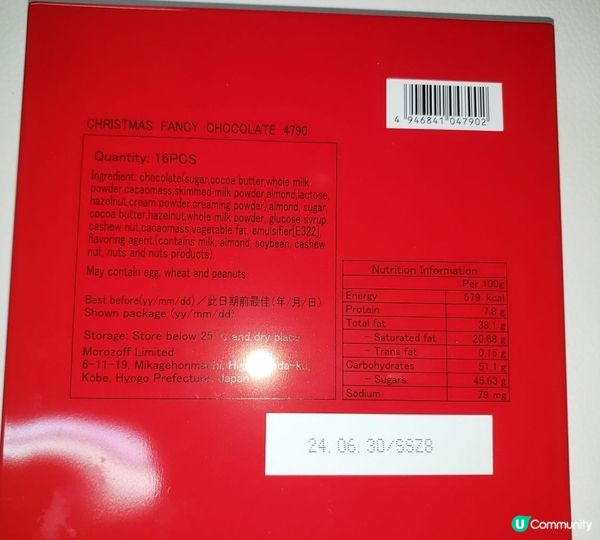 4 946841 047902
CHRISTMAS FANCY CHOCOLATE 4790
Quantity: 16PCS
Ingredient: chocolate(sugar,cocoa butter,whole milk
powder,cacaomass,skimmed milk powder,almond,lactose,
hazelnut,cream powder,creaming powder),almond, sugar,
cocoa butter,hazelnut,whole milk powder, glucose syrup,
cashew nut,cacaomass,vegetable fat, emulsifier[E322],
flavoring agent,(contains milk, almond, soybean, cashew
nut, nuts and nuts products).
May contain egg, wheat and peanuts.
Best before(yy/mm/dd)/此日期前最佳(年/月/日)
Shown package (yy/mm/dd)
Storage: Store below 25℃ and dry place
Morozoff Limited
6-11-19, Mikagehonmachi,
Kobe, Hyogo Prefecture, Japan
Nutrition Information
Per 100g
Energy 579 kcal
Protein 7.8 g
Total fat 38.1 g
- Saturated fat 20.68 g
- Trans fat 0.15 g
Carbohydrates 51.1 g
- Sugars 45.63 g
Sodium 79 mg
24. 06. 30/SSZ8
U Community